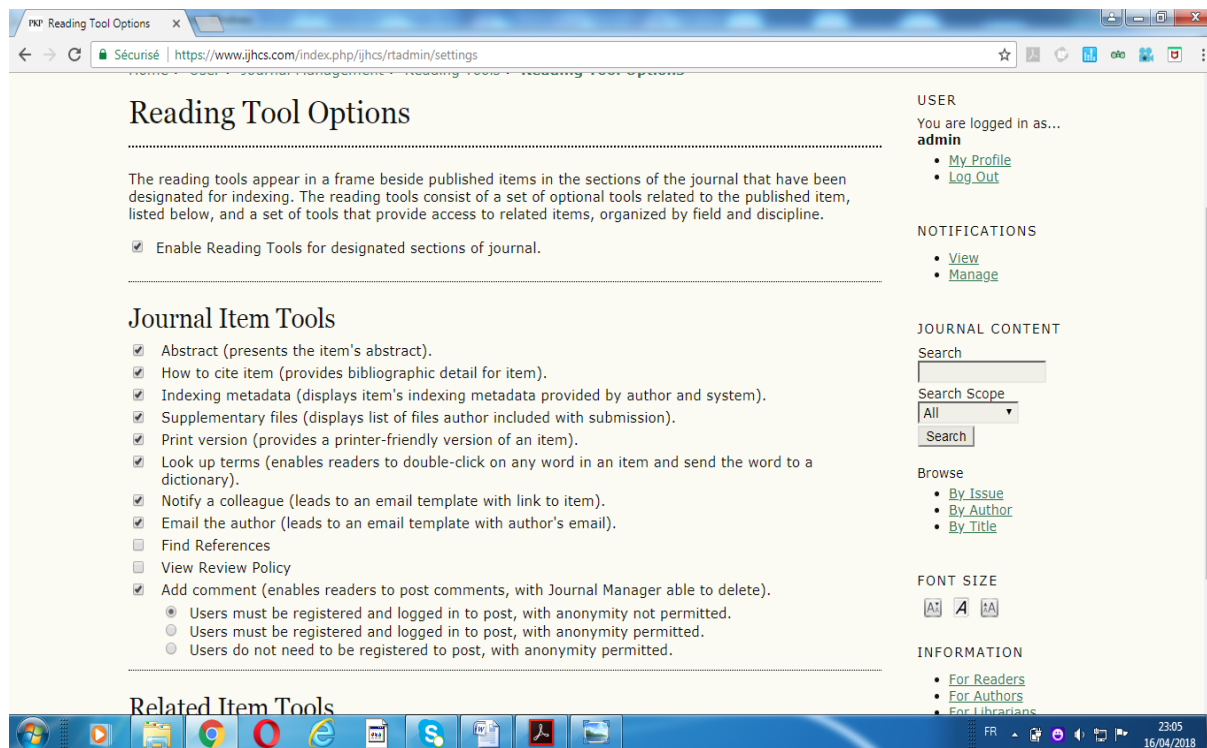 PKP Reading Tool Options
Sécurisé | https://www.ijhcs.com/index.php/ijhcs/rtadmin/settings
Home > User > Journal Management > Reading Tools > Reading Tool Options
Reading Tool Options
The reading tools appear in a frame beside published items in the sections of the journal that have been
designated for indexing. The reading tools consist of a set of optional tools related to the published item,
listed below, and a set of tools that provide access to related items, organized by field and discipline.
Enable Reading Tools for designated sections of journal.
Journal Item Tools
Abstract (presents the item's abstract).
How to cite item (provides bibliographic detail for item).
Indexing metadata (displays item's indexing metadata provided by author and system).
Supplementary files (displays list of files author included with submission).
Print version (provides a printer-friendly version of an item).
Look up terms (enables readers to double-click on any word in an item and send the word to a
dictionary).
Notify a colleague (leads to an email template with link to item).
Email the author (leads to an email template with author's email).
Find References
View Review Policy
Add comment (enables readers to post comments, with Journal Manager able to delete).
Users must be registered and logged in to post, with anonymity not permitted.
Users must be registered and logged in to post, with anonymity permitted.
Users do not need to be registered to post, with anonymity permitted.
Related Item Tools
USER
You are logged in as...
admin
My Profile
Log Out
NOTIFICATIONS
View
Manage
JOURNAL CONTENT
Search
Search Scope
All
Search
Browse
By Issue
By Author
By Title
FONT SIZE
INFORMATION
For Readers
For Authors
For Librarians
FR
23:05
16/04/2018